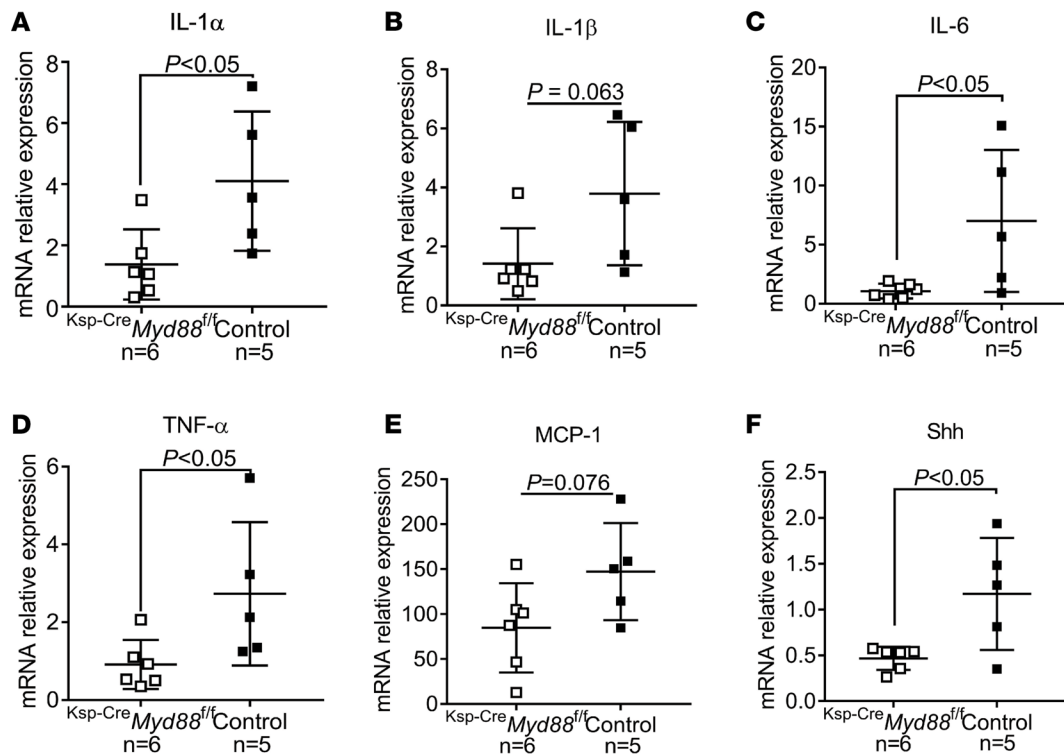 A
IL-1α
mRNA relative expression
8
6
4
2
0
P<0.05
Ksp-CreMyd88f/f Control
n=6 n=5
B
IL-1β
mRNA relative expression
8
6
4
2
0
P = 0.063
Ksp-CreMyd88f/f Control
n=6 n=5
C
IL-6
mRNA relative expression
20
15
10
5
0
P<0.05
Ksp-CreMyd88f/f Control
n=6 n=5
D
TNF-α
mRNA relative expression
6
4
2
0
P<0.05
Ksp-CreMyd88f/f Control
n=6 n=5
E
MCP-1
mRNA relative expression
250
200
150
100
50
0
P=0.076
Ksp-CreMyd88f/f Control
n=6 n=5
F
Shh
mRNA relative expression
2.5
2.0
1.5
1.0
0.5
0.0
P<0.05
Ksp-CreMyd88f/f Control
n=6 n=5